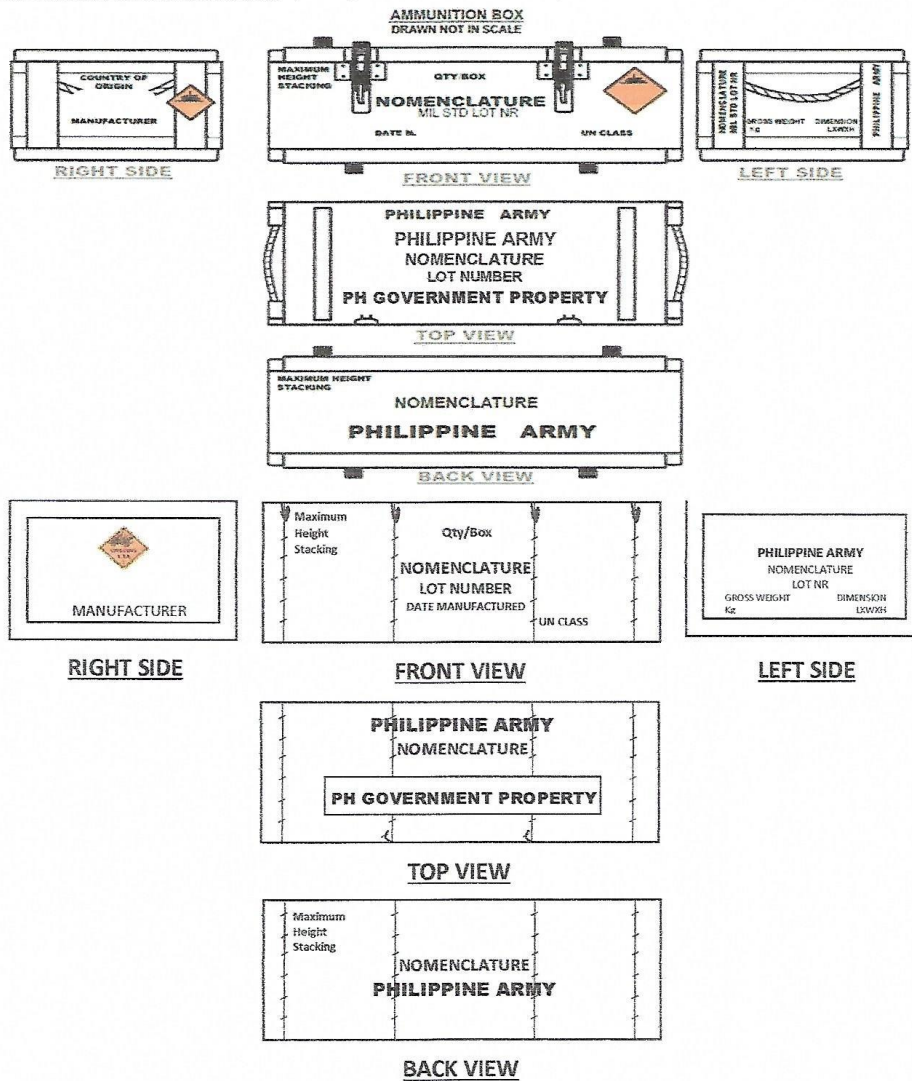 AMMUNITION BOX
DRAWN NOT IN SCALE
COUNTRY OF
ORIGIN
MANUFACTURER
RIGHT SIDE
MAXIMUM
HEIGHT
STACKING
QTY/BOX
NOMENCLATURE
MIL STD LOT NR
DATE M.
UN CLASS
FRONT VIEW
NOMENCLATURE
MIL STD LOT NR
GROSS WEIGHT
Kg
DIMENSION
LXWXH
PHILIPPINE ARMY
LEFT SIDE
PHILIPPINE ARMY
PHILIPPINE ARMY
NOMENCLATURE
LOT NUMBER
PH GOVERNMENT PROPERTY
TOP VIEW
MAXIMUM HEIGHT
STACKING
NOMENCLATURE
PHILIPPINE ARMY
BACK VIEW
MANUFACTURER
RIGHT SIDE
Maximum
Height
Stacking
Qty/Box
NOMENCLATURE
LOT NUMBER
DATE MANUFACTURED
UN CLASS
FRONT VIEW
PHILIPPINE ARMY
NOMENCLATURE
LOT NR
GROSS WEIGHT DIMENSION
Kg LXWXH
LEFT SIDE
PHILIPPINE ARMY
NOMENCLATURE
PH GOVERNMENT PROPERTY
TOP VIEW
Maximum
Height
Stacking
NOMENCLATURE
PHILIPPINE ARMY
BACK VIEW